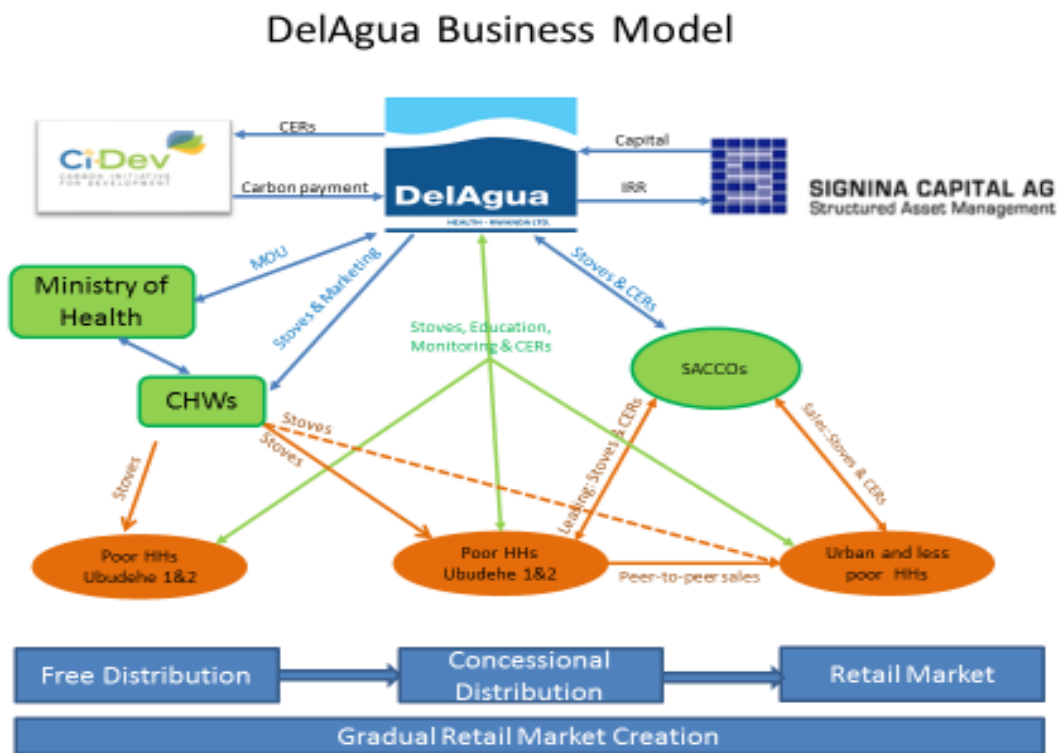 DelAgua Business Model
Ci-Dev
CARBON INITIATIVE
FOR DEVELOPMENT
CERs
Carbon payment
DelAgua
HEALTH - RWANDA LTD.
Capital
IRR
SIGNINA CAPITAL AG
Structured Asset Management
Ministry of
Health
MOU
Stoves & Marketing
Stoves, Education,
Monitoring & CERs
Stoves & CERs
SACCOs
CHWs
Stoves
Stoves
Stoves
Leasing: Stoves & CERs
Sales: Stoves & CERs
Poor HHs
Ubudehe 1&2
Poor HHs
Ubudehe 1&2
Peer-to-peer sales
Urban and less
poor HHs
Free Distribution
Concessional
Distribution
Retail Market
Gradual Retail Market Creation